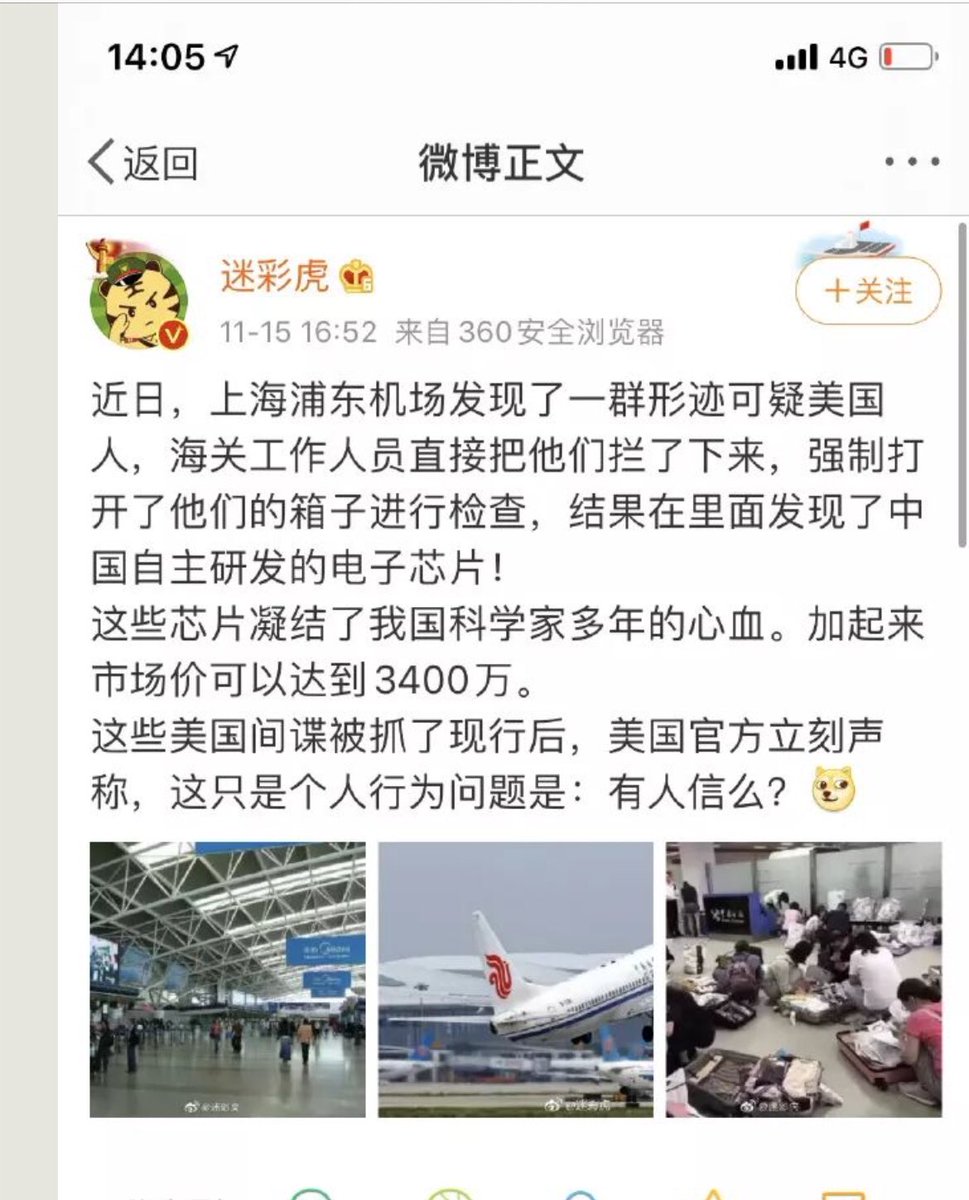 14:05
4G
返回
微博正文
迷彩虎
+关注
11-15 16:52 来自360安全浏览器
近日，上海浦东机场发现了一群形迹可疑美国
人，海关工作人员直接把他们拦了下来，强制打
开了他们的箱子进行检查，结果在里面发现了中
国自主研发的电子芯片！
这些芯片凝结了我国科学家多年的心血。加起来
市场价可以达到3400万。
这些美国间谍被抓了现行后，美国官方立刻声
称，这只是个人行为问题是：有人信么？
@迷彩虎
@迷彩虎
@迷彩虎